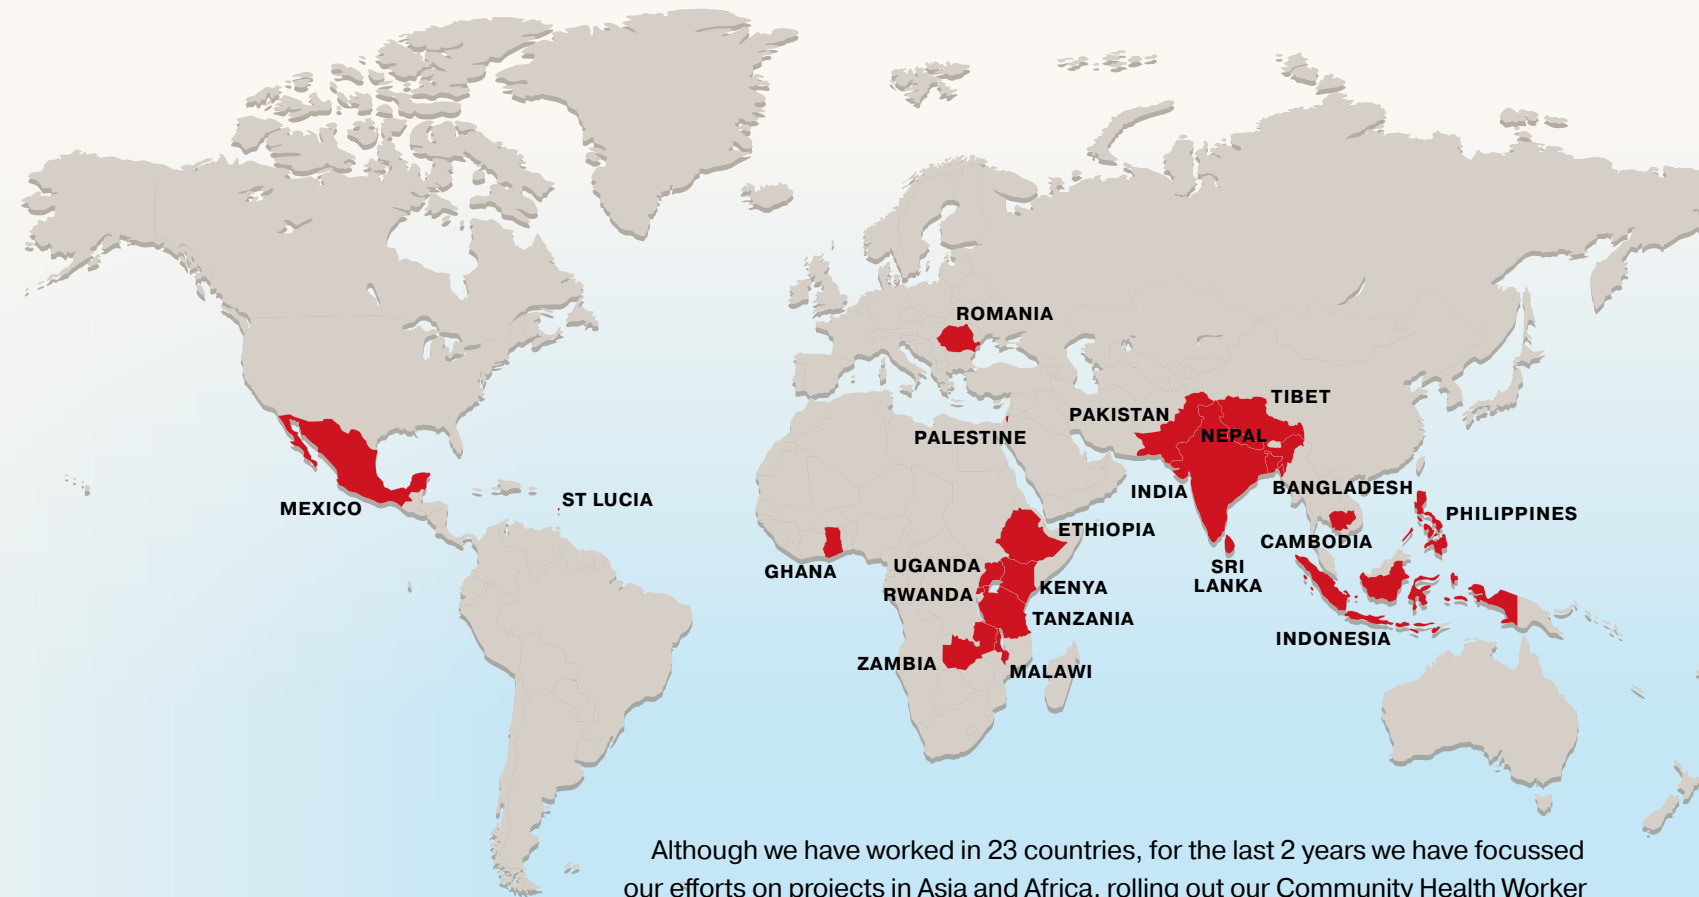 ROMANIA
TIBET
PAKISTAN
NEPAL
PALESTINE
INDIA
BANGLADESH
ST LUCIA
MEXICO
PHILIPPINES
ETHIOPIA
CAMBODIA
GHANA
UGANDA
SRI
LANKA
KENYA
RWANDA
TANZANIA
INDONESIA
ZAMBIA
MALAWI
Although we have worked in 23 countries, for the last 2 years we have focussed
our efforts on projects in Asia and Africa, rolling out our Community Health Worker